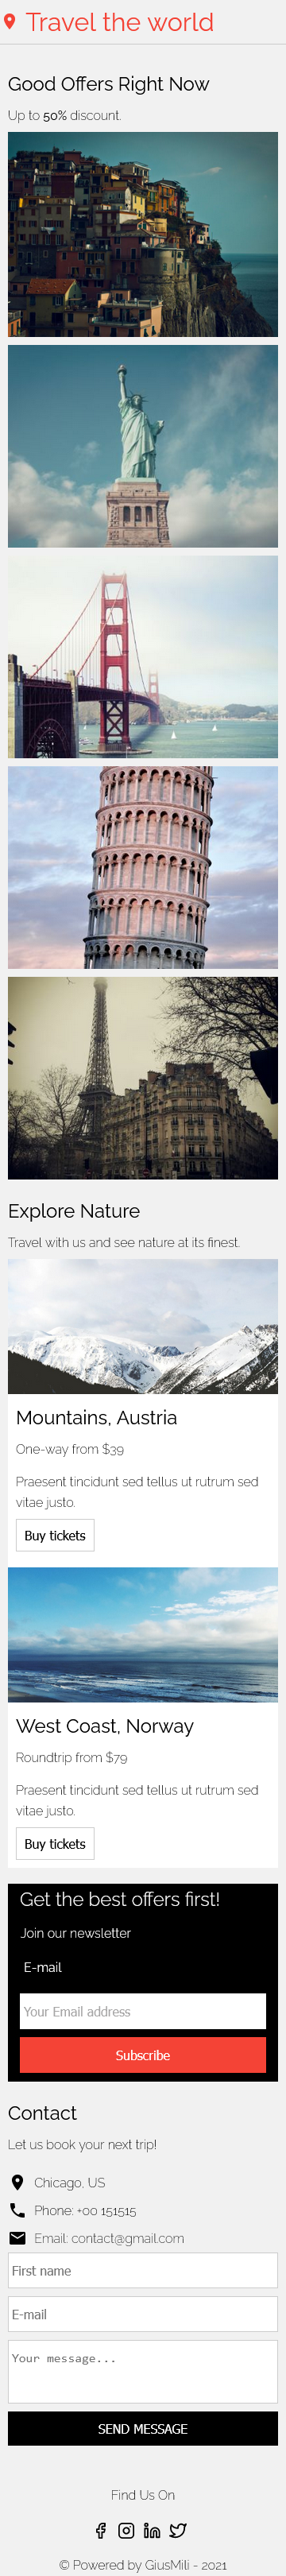 Travel the world
Good Offers Right Now
Up to 50% discount.
Explore Nature
Travel with us and see nature at its finest.
Mountains, Austria
One-way from $39
Praesent tincidunt sed tellus ut rutrum sed
vitae justo.
Buy tickets
West Coast, Norway
Roundtrip from $79
Praesent tincidunt sed tellus ut rutrum sed
vitae justo.
Buy tickets
Get the best offers first!
Join our newsletter
E-mail
Your Email address
Subscribe
Contact
Let us book your next trip!
Chicago, US
Phone: +00 151515
Email: contact@gmail.com
First name
E-mail
Your message...
SEND MESSAGE
Find Us On
© Powered by GiusMili - 2021